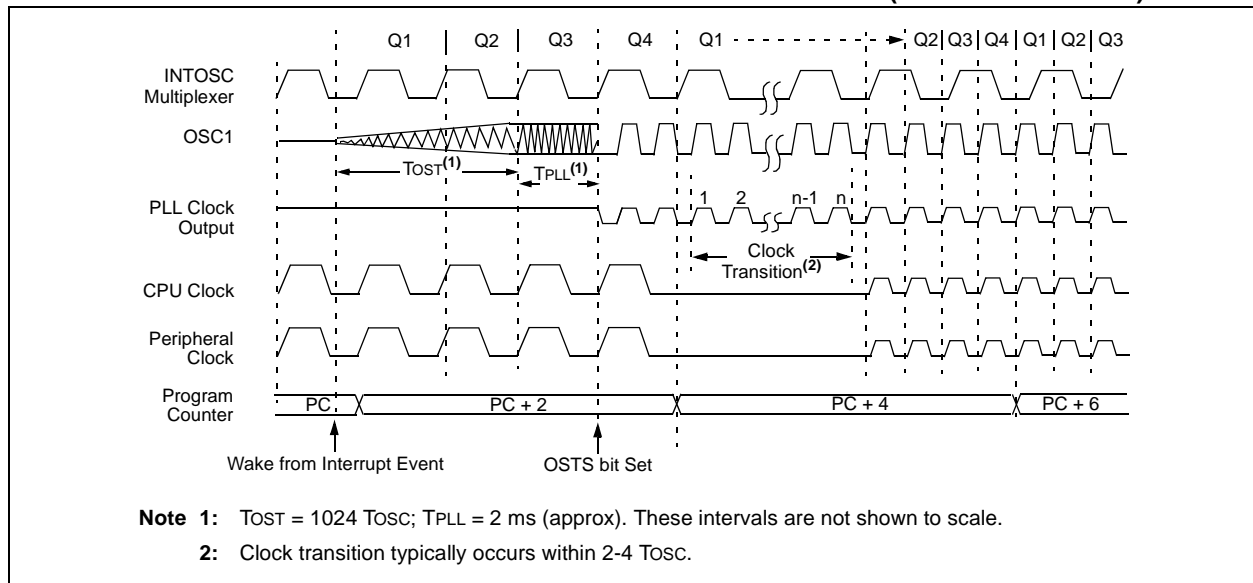 Q1 Q2 Q3 Q4 Q1 Q2 Q3 Q4 Q1 Q2 Q3
INTOSC
Multiplexer
OSC1
TOST(1)
TPLL(1)
1 2 n-1 n
PLL Clock
Output
Clock
Transition(2)
CPU Clock
Peripheral
Clock
Program
Counter
PC PC + 2 PC + 4 PC + 6
Wake from Interrupt Event OSTS bit Set
Note 1: TOST = 1024 TOSC; TPLL = 2 ms (approx). These intervals are not shown to scale.
2: Clock transition typically occurs within 2-4 TOSC.